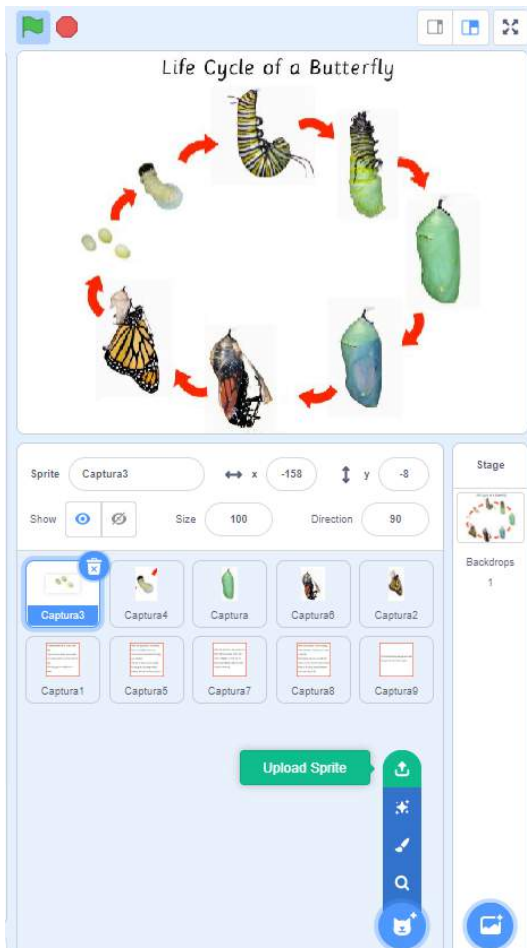 Life Cycle of a Butterfly
Sprite Captura3 x -158 y -8
Show Size 100 Direction 90
Stage
Backdrops
1
Captura3 Captura4 Captura Captura6 Captura2
Captura1 Captura5 Captura7 Captura8 Captura9
Upload Sprite